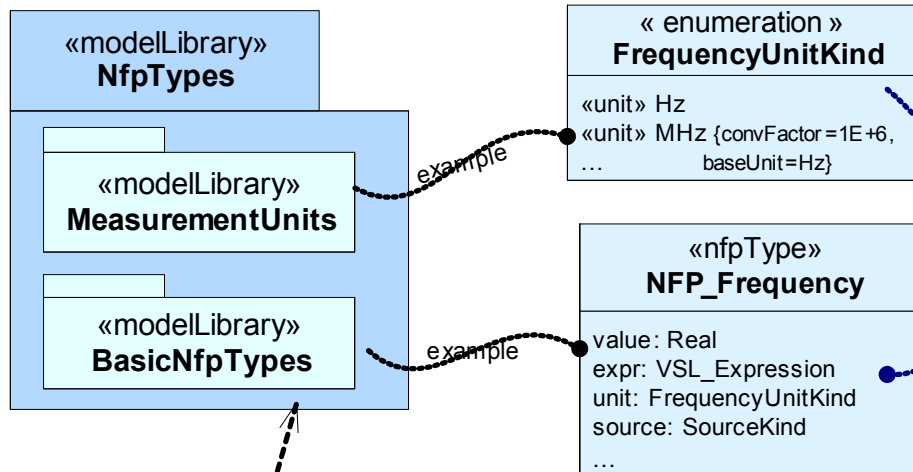 «modelLibrary»
NfpTypes
«modelLibrary»
MeasurementUnits
«modelLibrary»
BasicNfpTypes
example
example
« enumeration »
FrequencyUnitKind
«unit» Hz
«unit» MHz {convFactor=1E+6,
... baseUnit=Hz}
«nfpType»
NFP_Frequency
value: Real
expr: VSL_Expression
unit: FrequencyUnitKind
source: SourceKind
...